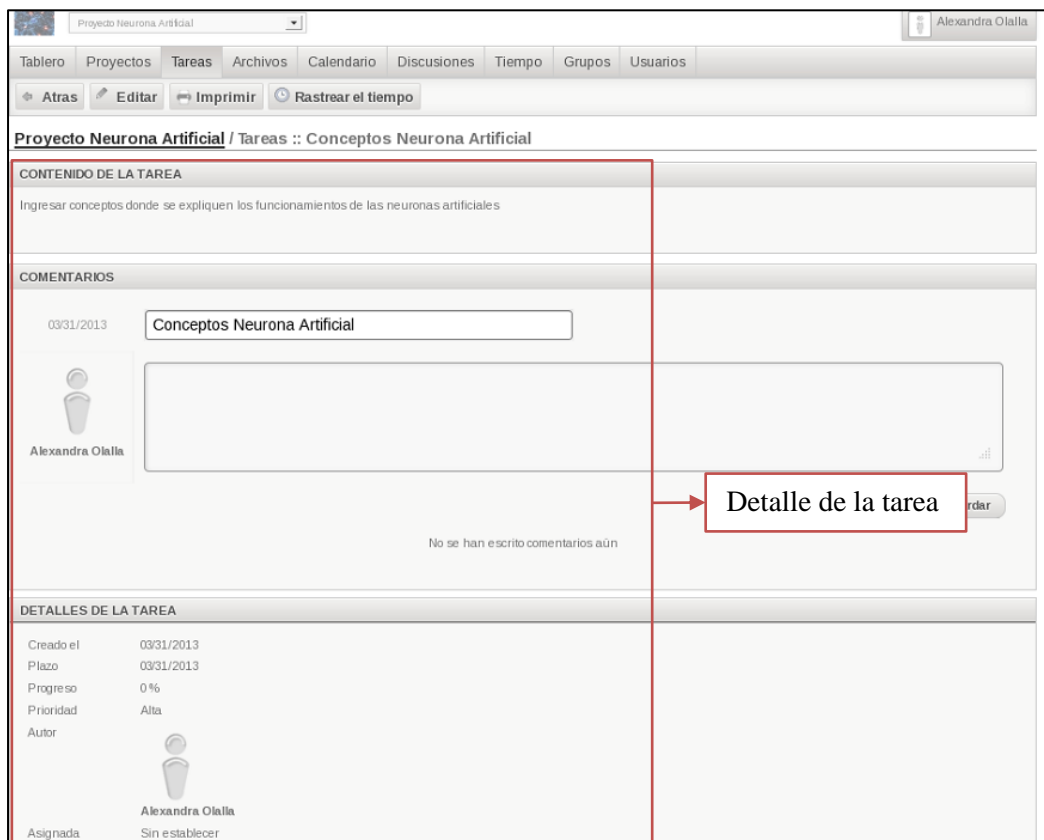 Proyecto Neurona Artificial
Alexandra Olalla
Tablero Proyectos Tareas Archivos Calendario Discusiones Tiempo Grupos Usuarios
Atras Editar Imprimir Rastrear el tiempo
Proyecto Neurona Artificial / Tareas :: Conceptos Neurona Artificial
CONTENIDO DE LA TAREA
Ingresar conceptos donde se expliquen los funcionamientos de las neuronas artificiales
COMENTARIOS
03/31/2013 Conceptos Neurona Artificial
Alexandra Olalla
Detalle de la tarea
rdar
No se han escrito comentarios aún
DETALLES DE LA TAREA
Creado el 03/31/2013
Plazo 03/31/2013
Progreso 0 %
Prioridad Alta
Autor
Alexandra Olalla
Asignada Sin establecer